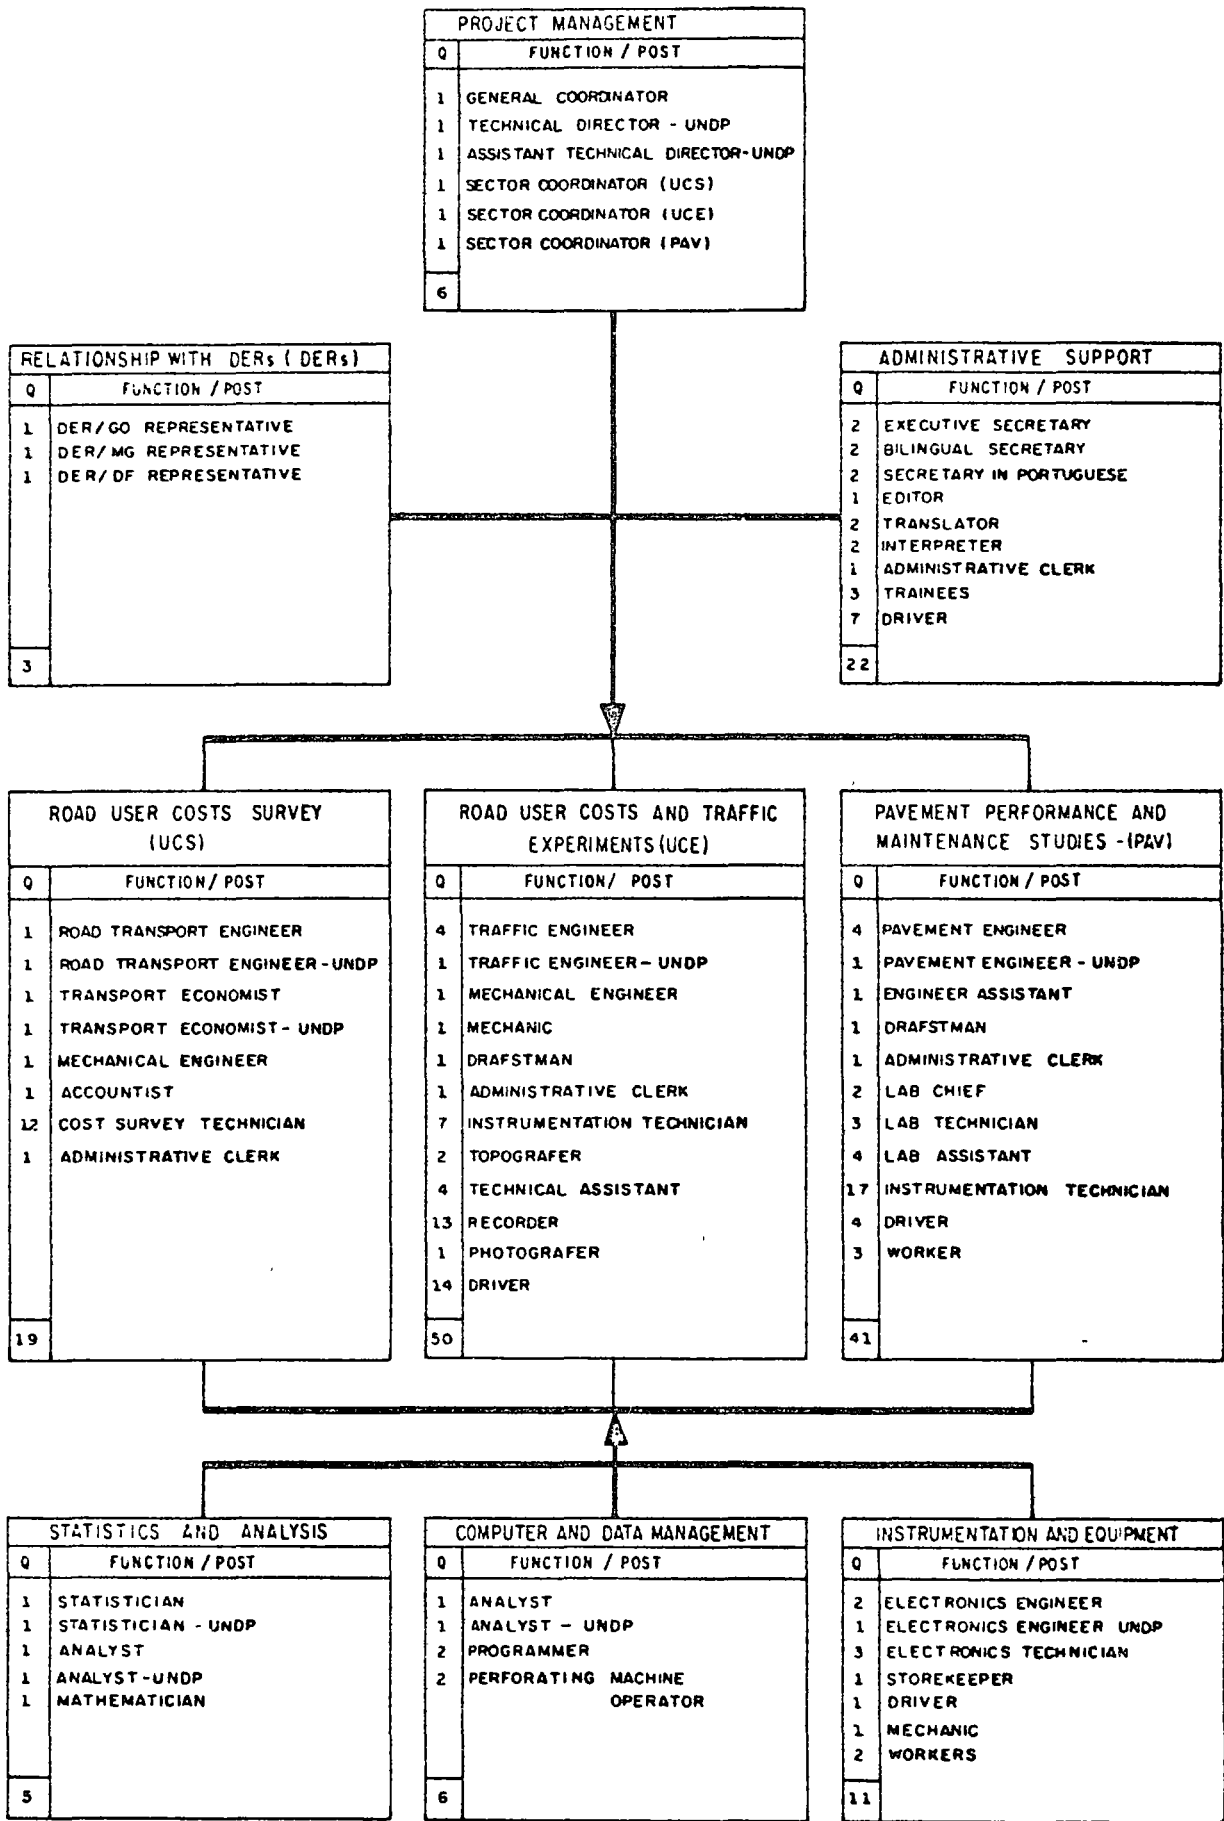 PROJECT MANAGEMENT
Q FUNCTION / POST
1 GENERAL COORDINATOR
1 TECHNICAL DIRECTOR - UNDP
1 ASSISTANT TECHNICAL DIRECTOR-UNDP
1 SECTOR COORDINATOR (UCS)
1 SECTOR COORDINATOR (UCE)
1 SECTOR COORDINATOR (PAV)
6
RELATIONSHIP WITH DERs (DERs)
Q FUNCTION / POST
1 DER/GO REPRESENTATIVE
1 DER/MG REPRESENTATIVE
1 DER/DF REPRESENTATIVE
3
ADMINISTRATIVE SUPPORT
Q FUNCTION / POST
2 EXECUTIVE SECRETARY
2 BILINGUAL SECRETARY
2 SECRETARY IN PORTUGUESE
1 EDITOR
2 TRANSLATOR
2 INTERPRETER
1 ADMINISTRATIVE CLERK
3 TRAINEES
7 DRIVER
22
ROAD USER COSTS SURVEY
(UCS)
Q FUNCTION / POST
1 ROAD TRANSPORT ENGINEER
1 ROAD TRANSPORT ENGINEER-UNDP
1 TRANSPORT ECONOMIST
1 TRANSPORT ECONOMIST- UNDP
1 MECHANICAL ENGINEER
1 ACCOUNTIST
12 COST SURVEY TECHNICIAN
1 ADMINISTRATIVE CLERK
19
ROAD USER COSTS AND TRAFFIC
EXPERIMENTS (UCE)
Q FUNCTION / POST
4 TRAFFIC ENGINEER
1 TRAFFIC ENGINEER - UNDP
1 MECHANICAL ENGINEER
1 MECHANIC
1 DRAFSTMAN
1 ADMINISTRATIVE CLERK
7 INSTRUMENTATION TECHNICIAN
2 TOPOGRAFER
4 TECHNICAL ASSISTANT
13 RECORDER
1 PHOTOGRAFER
14 DRIVER
50
PAVEMENT PERFORMANCE AND
MAINTENANCE STUDIES -(PAV)
Q FUNCTION / POST
4 PAVEMENT ENGINEER
1 PAVEMENT ENGINEER - UNDP
1 ENGINEER ASSISTANT
1 DRAFSTMAN
1 ADMINISTRATIVE CLERK
2 LAB CHIEF
3 LAB TECHNICIAN
4 LAB ASSISTANT
17 INSTRUMENTATION TECHNICIAN
4 DRIVER
3 WORKER
41
STATISTICS AND ANALYSIS
Q FUNCTION / POST
1 STATISTICIAN
1 STATISTICIAN - UNDP
1 ANALYST
1 ANALYST-UNDP
1 MATHEMATICIAN
5
COMPUTER AND DATA MANAGEMENT
Q FUNCTION / POST
1 ANALYST
1 ANALYST - UNDP
2 PROGRAMMER
2 PERFORATING MACHINE
OPERATOR
6
INSTRUMENTATION AND EQUIPMENT
Q FUNCTION / POST
2 ELECTRONICS ENGINEER
1 ELECTRONICS ENGINEER UNDP
3 ELECTRONICS TECHNICIAN
1 STOREKEEPER
1 DRIVER
1 MECHANIC
2 WORKERS
11